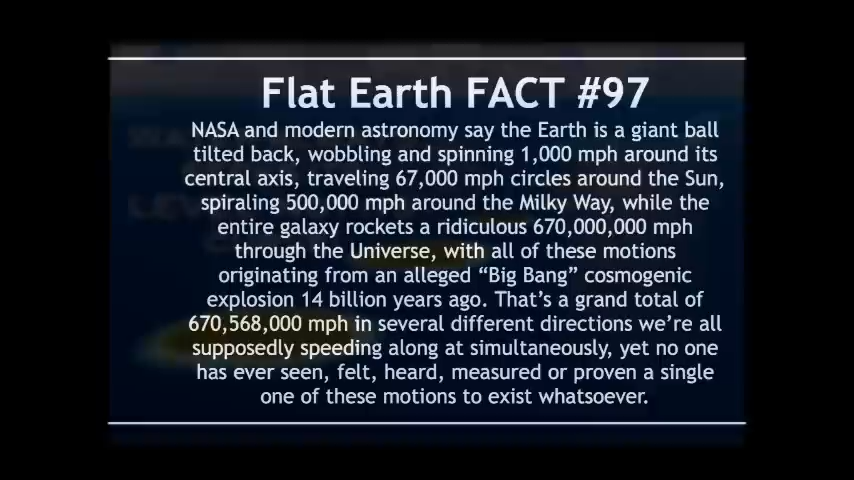 Flat Earth FACT #97
NASA and modern astronomy say the Earth is a giant ball
tilted back, wobbling and spinning 1,000 mph around its
central axis, traveling 67,000 mph circles around the Sun,
spiraling 500,000 mph around the Milky Way, while the
entire galaxy rockets a ridiculous 670,000,000 mph
through the Universe, with all of these motions
originating from an alleged “Big Bang” cosmogenic
explosion 14 billion years ago. That’s a grand total of
670,568,000 mph in several different directions we’re all
supposedly speeding along at simultaneously, yet no one
has ever seen, felt, heard, measured or proven a single
one of these motions to exist whatsoever.